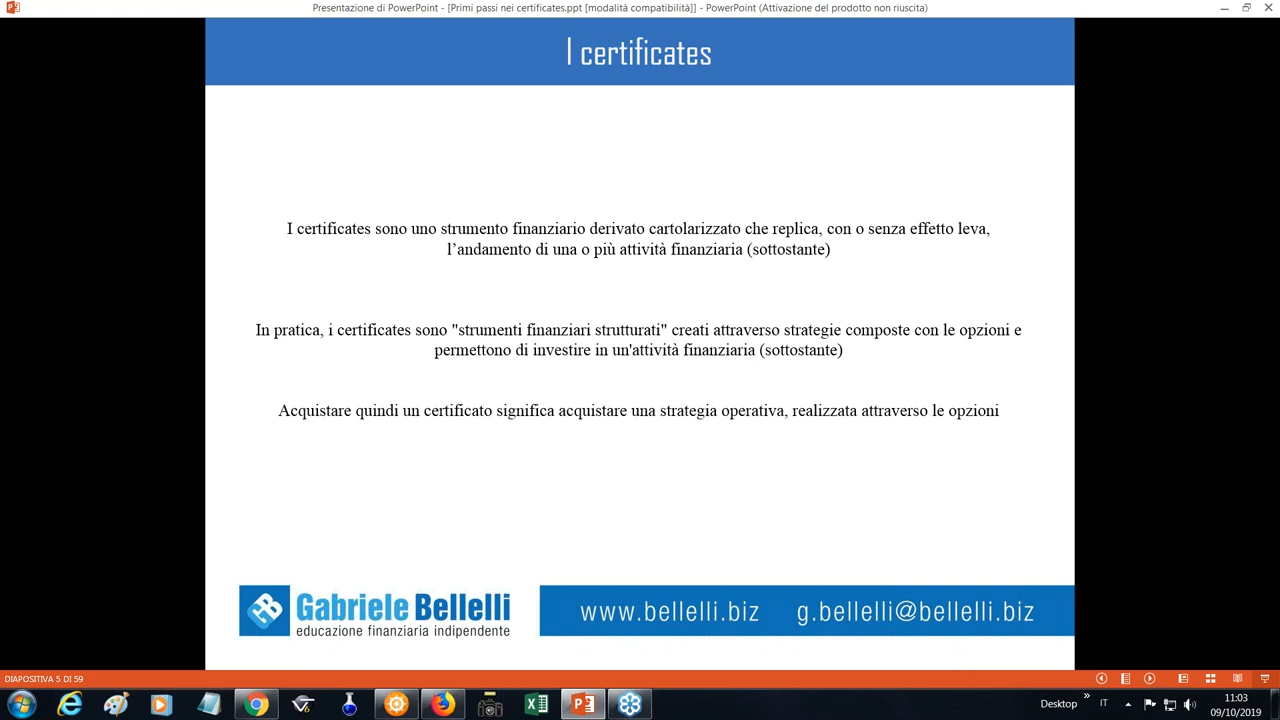 Presentazione di PowerPoint - [Primi passi nei certificates.ppt [modalità compatibilità]] - PowerPoint (Attivazione del prodotto non riuscita)
I certificates
I certificates sono uno strumento finanziario derivato cartolarizzato che replica, con o senza effetto leva,
l’andamento di una o più attività finanziaria (sottostante)
In pratica, i certificates sono "strumenti finanziari strutturati" creati attraverso strategie composte con le opzioni e
permettono di investire in un'attività finanziaria (sottostante)
Acquistare quindi un certificato significa acquistare una strategia operativa, realizzata attraverso le opzioni
Gabriele Bellelli
educazione finanziaria indipendente
www.bellelli.biz g.bellelli@bellelli.biz
DIAPOSITIVA 5 DI 59
Desktop
IT
11:03
09/10/2019